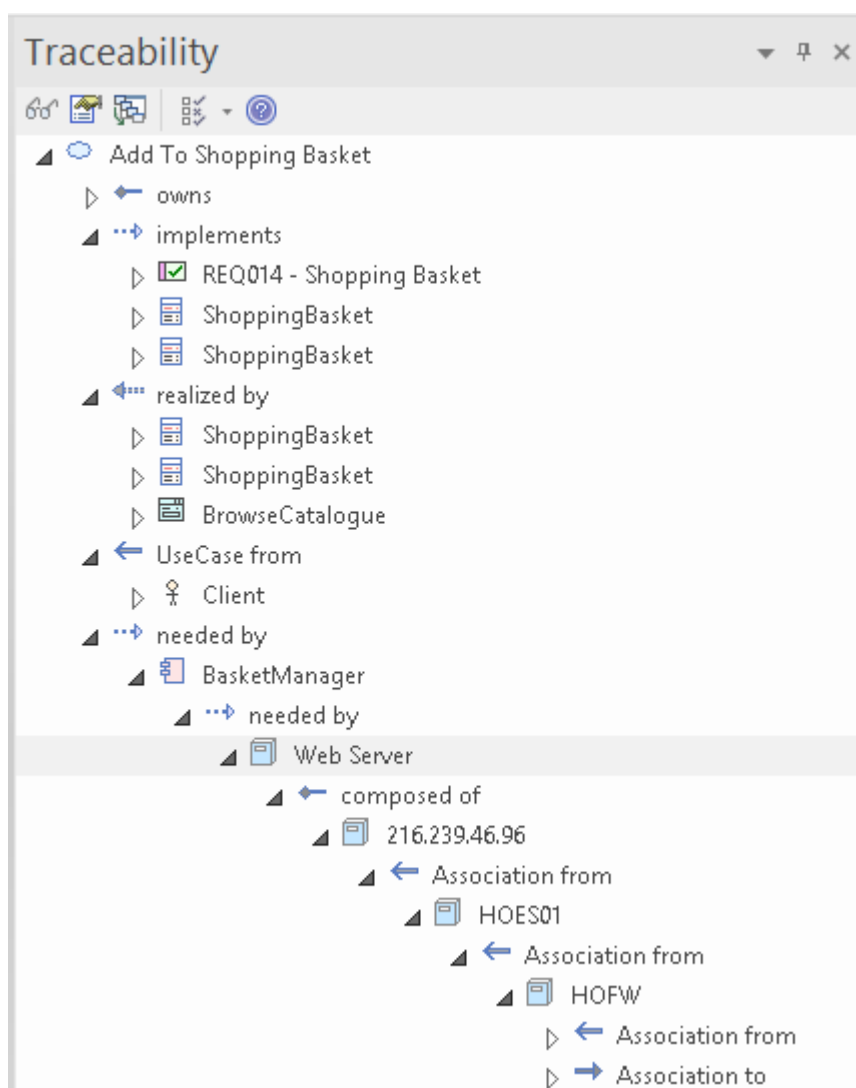 Traceability
Add To Shopping Basket
owns
implements
REQ014 - Shopping Basket
ShoppingBasket
ShoppingBasket
realized by
ShoppingBasket
ShoppingBasket
BrowseCatalogue
UseCase from
Client
needed by
BasketManager
needed by
Web Server
composed of
216.239.46.96
Association from
HOES01
Association from
HOFW
Association from
Association to